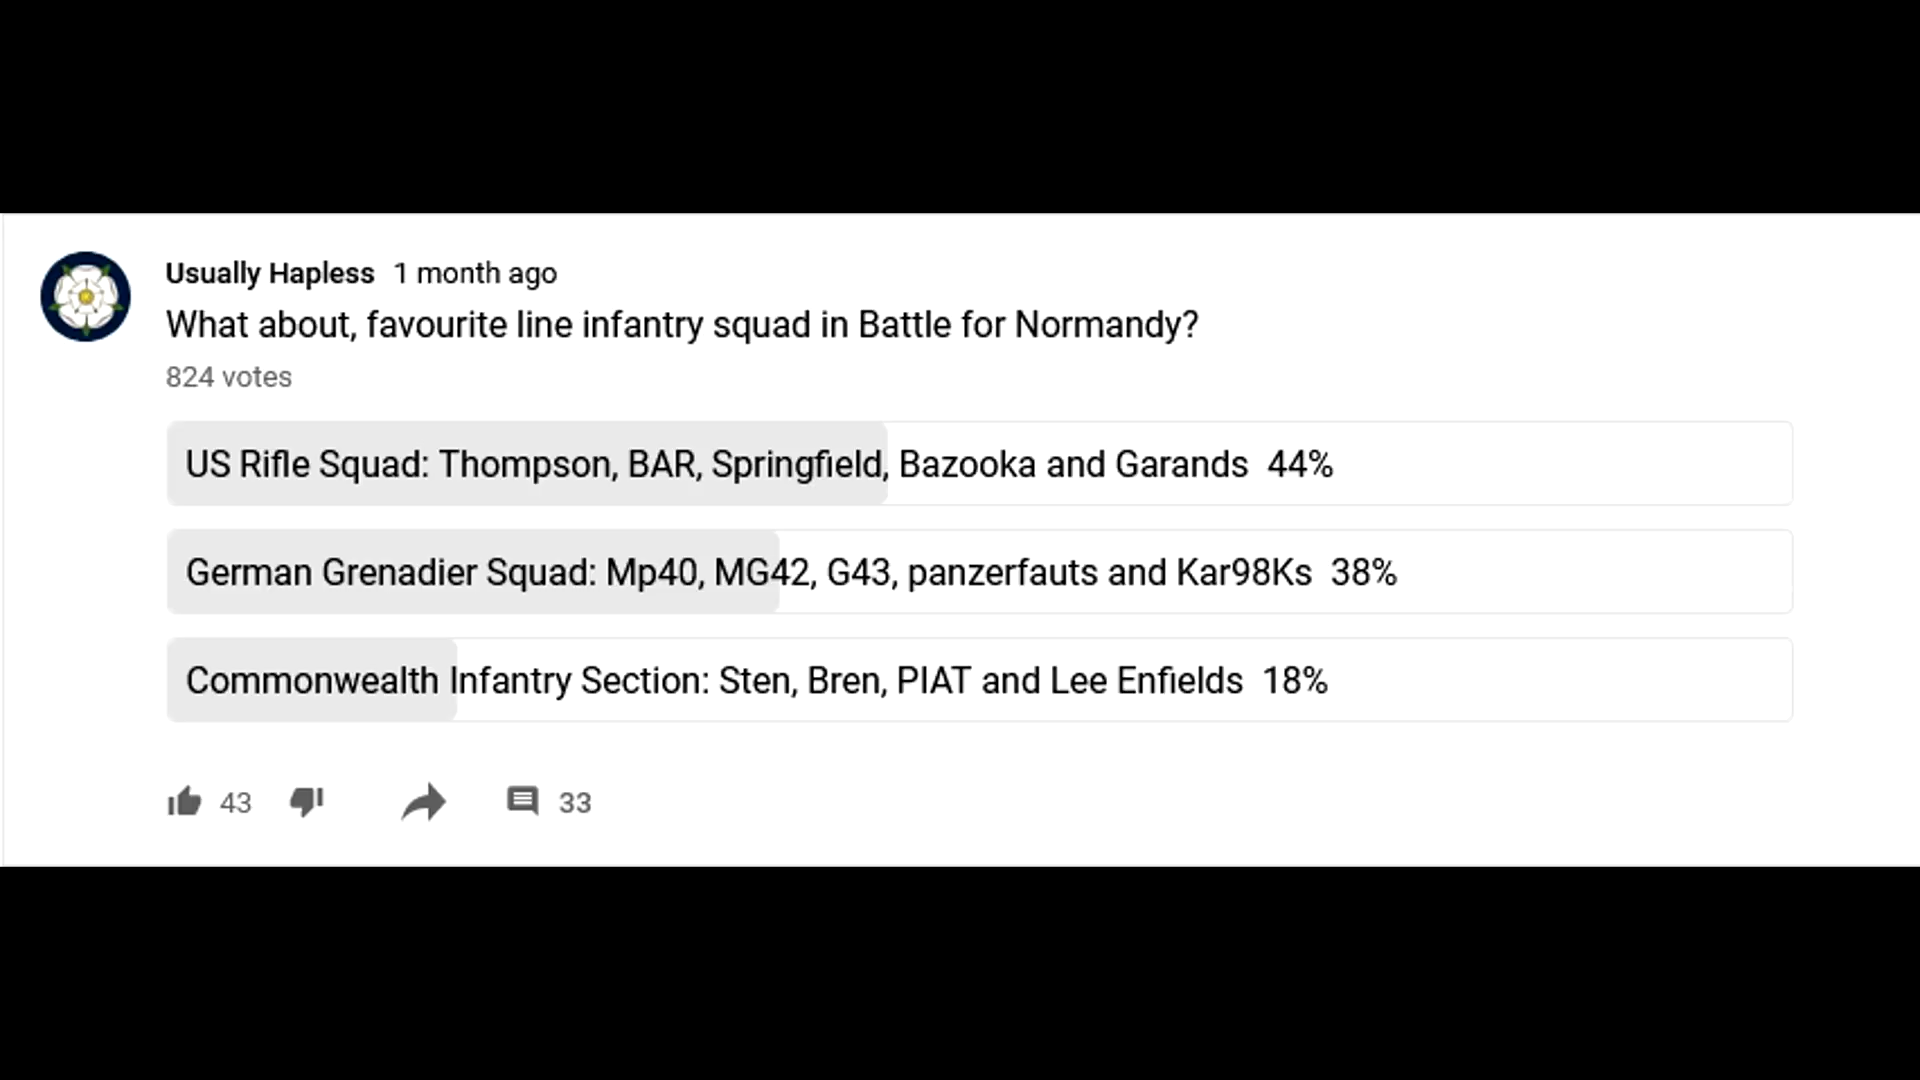 Usually Hapless 1 month ago
What about, favourite line infantry squad in Battle for Normandy?
824 votes
US Rifle Squad: Thompson, BAR, Springfield, Bazooka and Garands 44%
German Grenadier Squad: Mp40, MG42, G43, panzerfauts and Kar98Ks 38%
Commonwealth Infantry Section: Sten, Bren, PIAT and Lee Enfields 18%
43 33